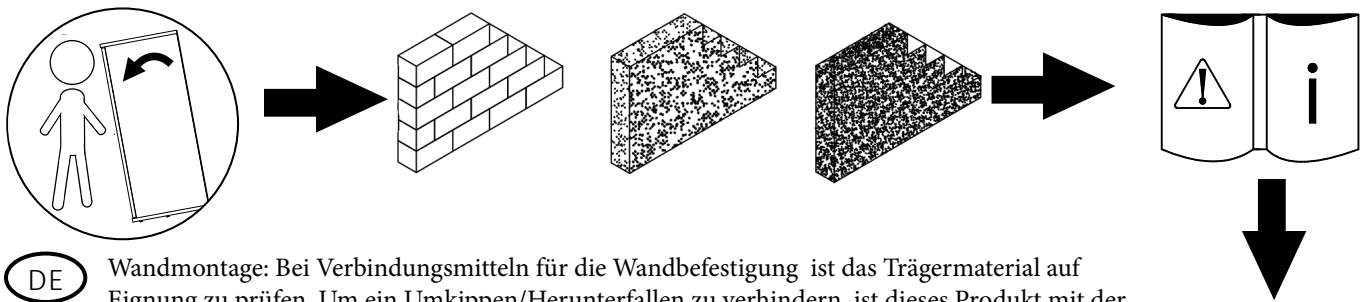 DE
Wandmontage: Bei Verbindungsmitteln für die Wandbefestigung ist das Trägermaterial auf
Eignung zu prüfen. Um ein Umkippen/Herunterfallen zu verhindern, ist dieses Produkt mit der